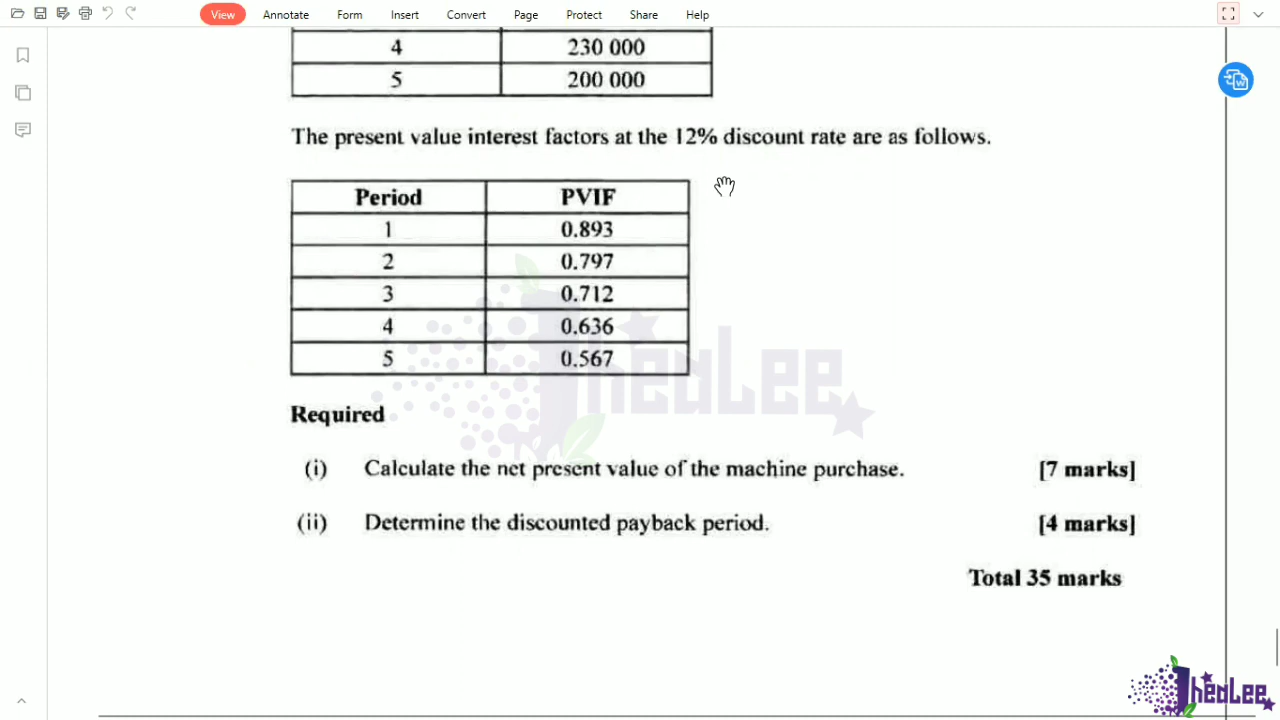 View Annotate Form Insert Convert Page Protect Share Help
4 230 000
5 200 000
The present value interest factors at the 12% discount rate are as follows.
Period PVIF
1 0.893
2 0.797
3 0.712
4 0.636
5 0.567
Required
(i) Calculate the net present value of the machine purchase. [7 marks]
(ii) Determine the discounted payback period. [4 marks]
Total 35 marks
TheaLee
TheaLee